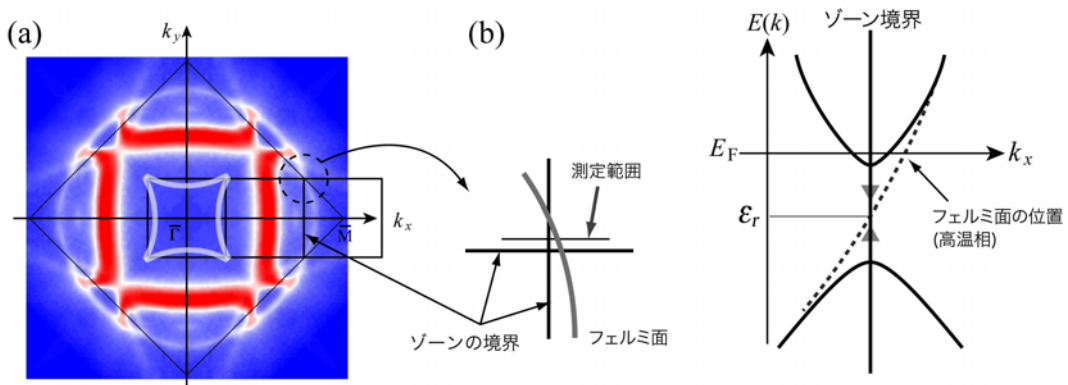 (a)
k_y
k_x
Γ̅
M̅
(b)
測定範囲
ゾーンの境界
フェルミ面
E(k)
ゾーン境界
E_F
k_x
ε_r
フェルミ面の位置
(高温相)